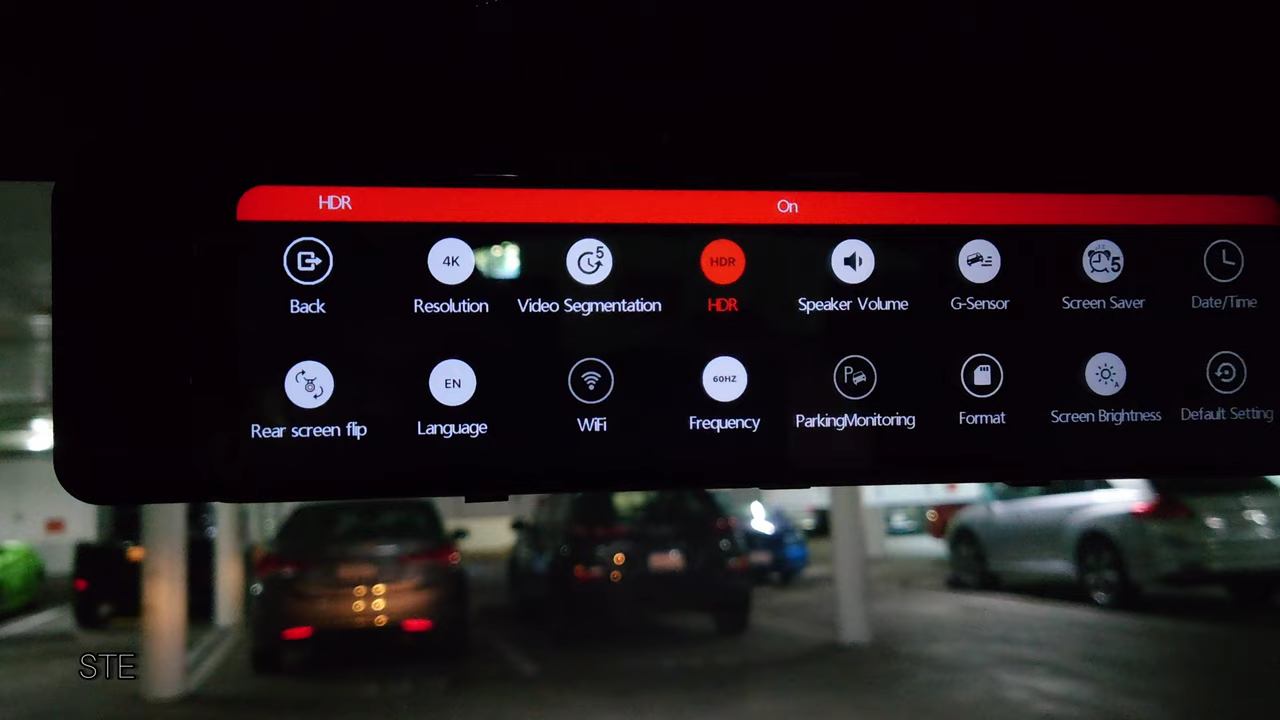 HDR On
4K 5 HDR 5
Back Resolution Video Segmentation HDR Speaker Volume G-Sensor Screen Saver Date/Time
EN 60HZ P A
Rear screen flip Language WiFi Frequency ParkingMonitoring Format Screen Brightness Default Setting
STE